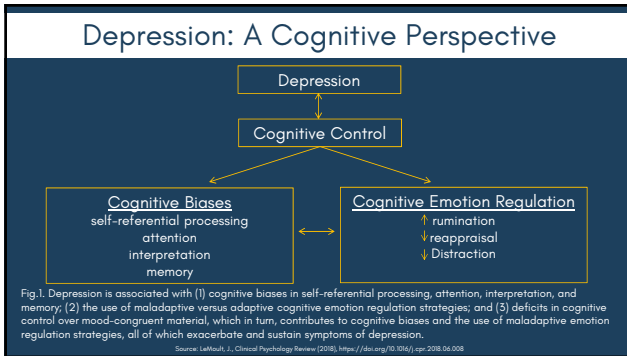 Depression: A Cognitive Perspective
Depression
Cognitive Control
Cognitive Biases
self-referential processing
attention
interpretation
memory
Cognitive Emotion Regulation
↑ rumination
↓ reappraisal
↓ Distraction
Fig.1. Depression is associated with (1) cognitive biases in self-referential processing, attention, interpretation, and
memory; (2) the use of maladaptive versus adaptive cognitive emotion regulation strategies; and (3) deficits in cognitive
control over mood-congruent material, which in turn, contributes to cognitive biases and the use of maladaptive emotion
regulation strategies, all of which exacerbate and sustain symptoms of depression.
Source: LeMoult, J., Clinical Psychology Review (2018), https://doi.org/10.1016/j.cpr.2018.06.008